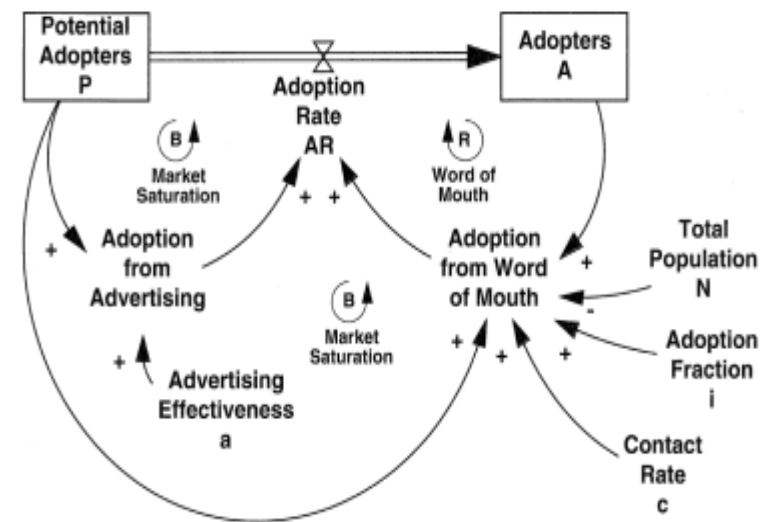 Potential
Adopters
P
Adopters
A
Adoption
Rate
AR
B
Market
Saturation
R
Word of
Mouth
+ +
+
Adoption
from
Advertising
Adoption
from Word
of Mouth
+
Total
Population
N
-
B
Market
Saturation
+
+
+
Adoption
Fraction
i
+
Advertising
Effectiveness
a
Contact
Rate
c